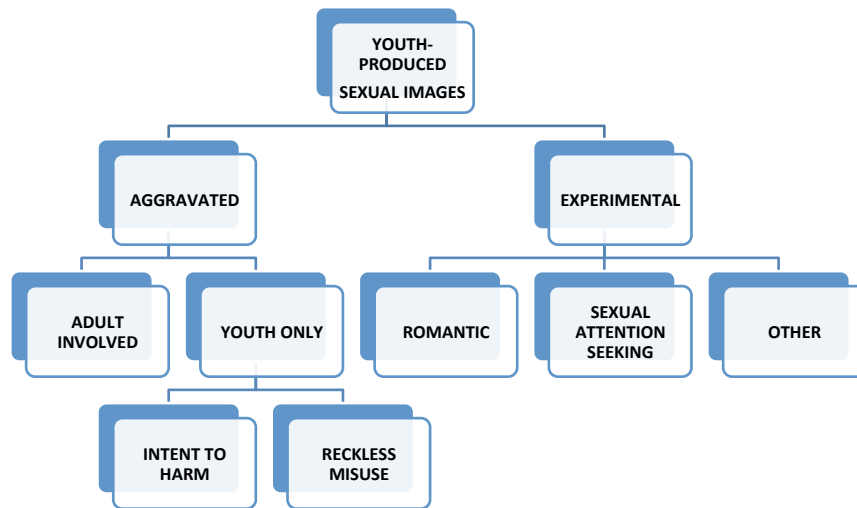 YOUTH-
PRODUCED
SEXUAL IMAGES
AGGRAVATED
EXPERIMENTAL
ADULT
INVOLVED
YOUTH ONLY
ROMANTIC
SEXUAL
ATTENTION
SEEKING
OTHER
INTENT TO
HARM
RECKLESS
MISUSE